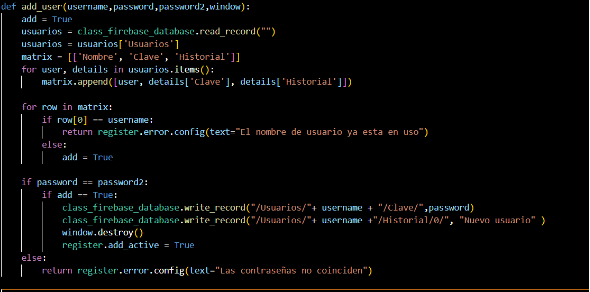 def add_user(username,password,password2,window):
add = True
usuarios = class_firebase_database.read_record("")
usuarios = usuarios['Usuarios']
matrix = [['Nombre', 'Clave', 'Historial']]
for user, details in usuarios.items():
matrix.append([user, details['Clave'], details['Historial']])
for row in matrix:
if row[0] == username:
return register.error.config(text="El nombre de usuario ya esta en uso")
else:
add = True
if password == password2:
if add == True:
class_firebase_database.write_record("/Usuarios/"+ username + "/Clave/",password)
class_firebase_database.write_record("/Usuarios/"+ username +"/Historial/0/", "Nuevo usuario" )
window.destroy()
register.add_active = True
else:
return register.error.config(text="Las contraseñas no coinciden")